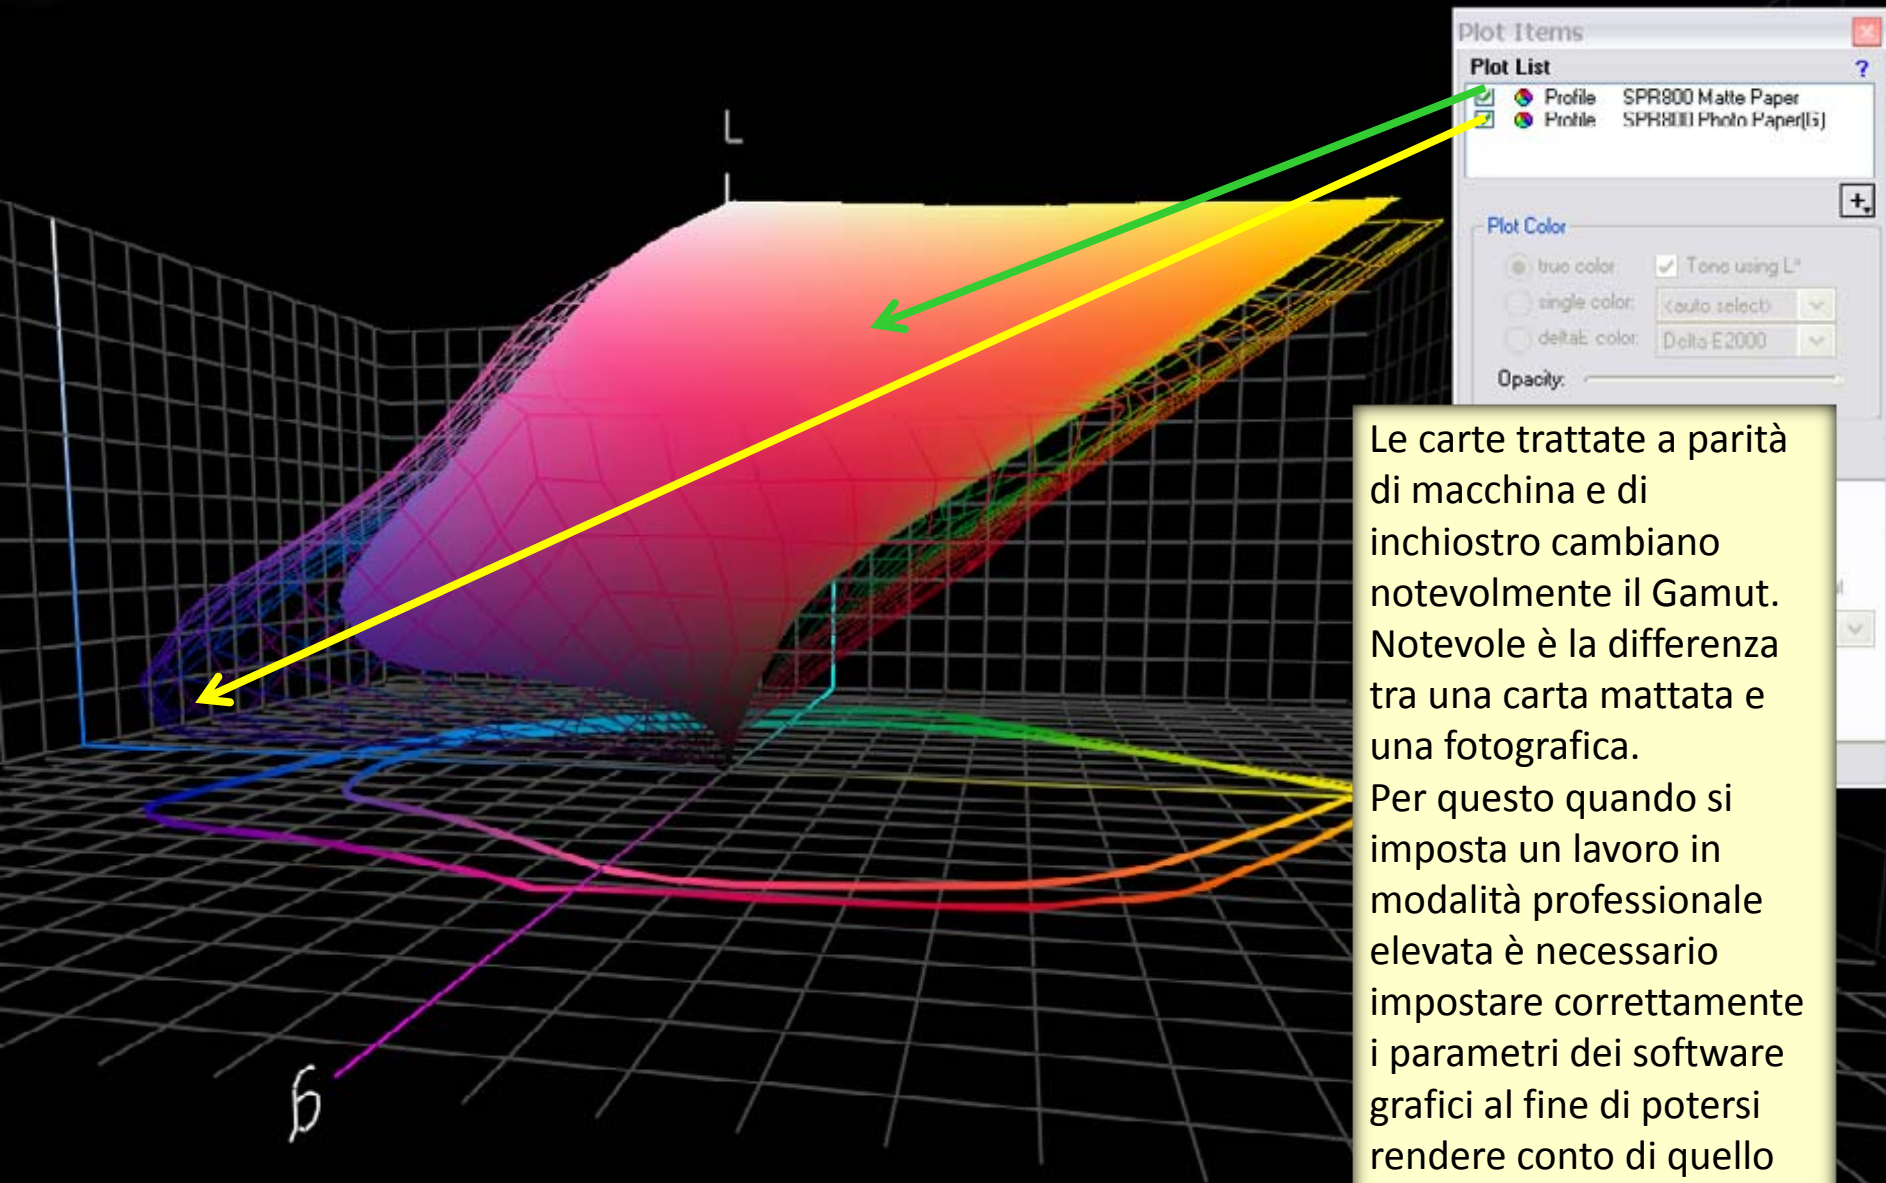 Plot Items
Plot List
?
Profile SPR800 Matte Paper
Profile SPR800 Photo Paper(G)
+
Plot Color
true color
Tone using L*
single color:
<auto select>
deltaE color:
Delta-E2000
Opacity:
L
Le carte trattate a parità
di macchina e di
inchiostro cambiano
notevolmente il Gamut.
Notevole è la differenza
tra una carta mattata e
una fotografica.
Per questo quando si
imposta un lavoro in
modalità professionale
elevata è necessario
impostare correttamente
i parametri dei software
grafici al fine di potersi
rendere conto di quello